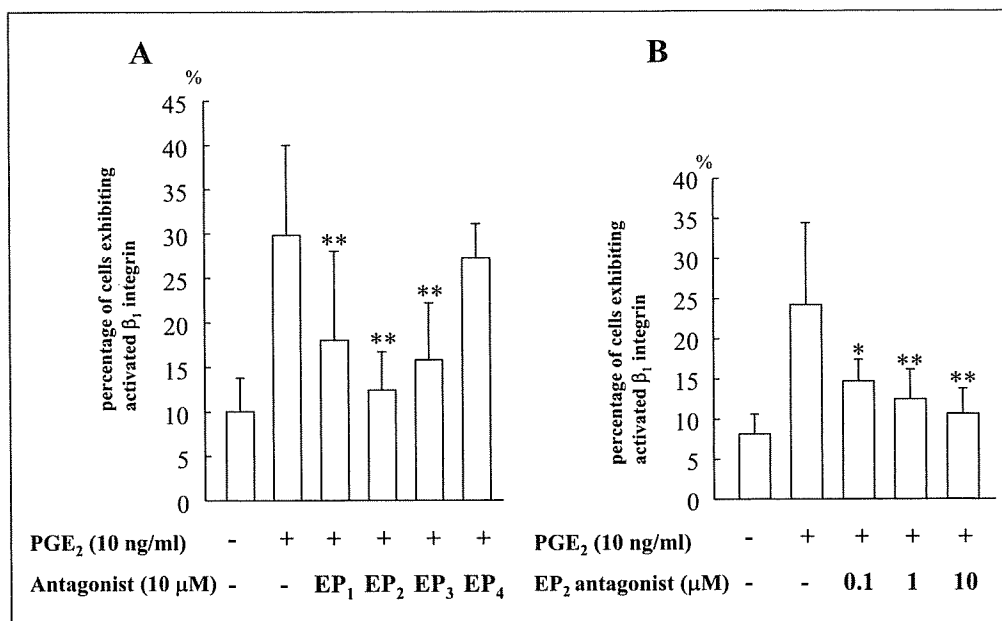 A
%
percentage of cells exhibiting
activated β₁ integrin
45
40
35
30
25
20
15
10
5
0
**
**
**
PGE₂ (10 ng/ml) - + + + + +
Antagonist (10 μM) - - EP₁ EP₂ EP₃ EP₄
B
%
percentage of cells exhibiting
activated β₁ integrin
40
35
30
25
20
15
10
5
0
*
**
**
PGE₂ (10 ng/ml) - + + + +
EP₂ antagonist (μM) - - 0.1 1 10